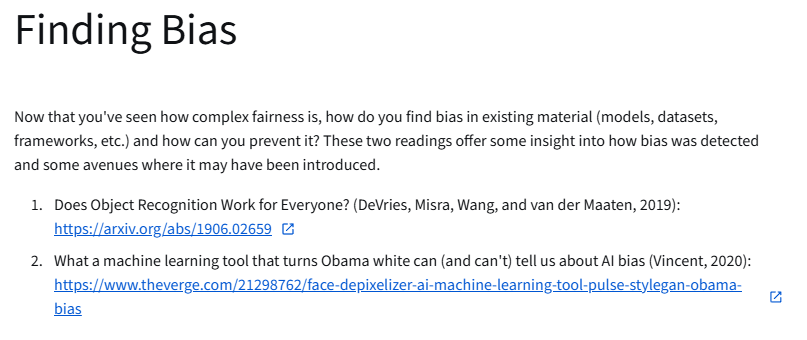 Finding Bias
Now that you've seen how complex fairness is, how do you find bias in existing material (models, datasets,
frameworks, etc.) and how can you prevent it? These two readings offer some insight into how bias was detected
and some avenues where it may have been introduced.
1. Does Object Recognition Work for Everyone? (DeVries, Misra, Wang, and van der Maaten, 2019):
https://arxiv.org/abs/1906.02659
2. What a machine learning tool that turns Obama white can (and can't) tell us about AI bias (Vincent, 2020):
https://www.theverge.com/21298762/face-depixelizer-ai-machine-learning-tool-pulse-stylegan-obama-
bias